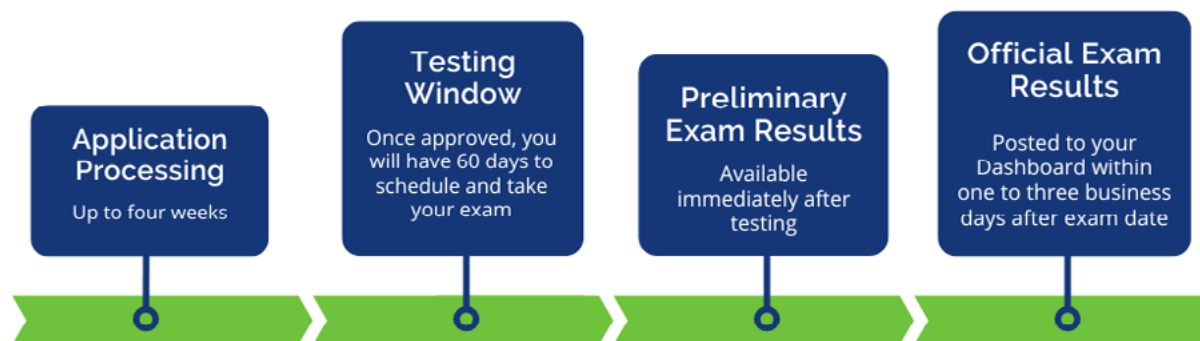 Application
Processing
Up to four weeks
Testing
Window
Once approved, you
will have 60 days to
schedule and take
your exam
Preliminary
Exam Results
Available
immediately after
testing
Official Exam
Results
Posted to your
Dashboard within
one to three business
days after exam date